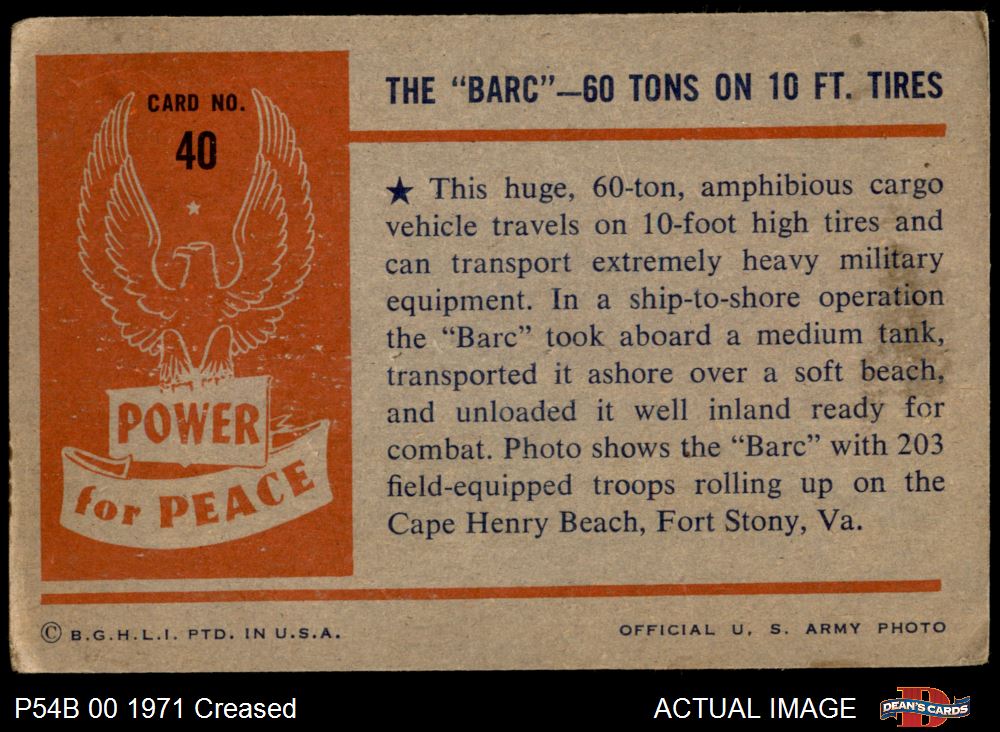 CARD NO.
40
POWER
for PEACE
THE “BARC”—60 TONS ON 10 FT. TIRES
★ This huge, 60-ton, amphibious cargo
vehicle travels on 10-foot high tires and
can transport extremely heavy military
equipment. In a ship-to-shore operation
the “Barc” took aboard a medium tank,
transported it ashore over a soft beach,
and unloaded it well inland ready for
combat. Photo shows the “Barc” with 203
field-equipped troops rolling up on the
Cape Henry Beach, Fort Stony, Va.
© B.G.H.L.I. PTD. IN U.S.A.
OFFICIAL U. S. ARMY PHOTO
P54B 00 1971 Creased
ACTUAL IMAGE
D
DEAN'S CARDS